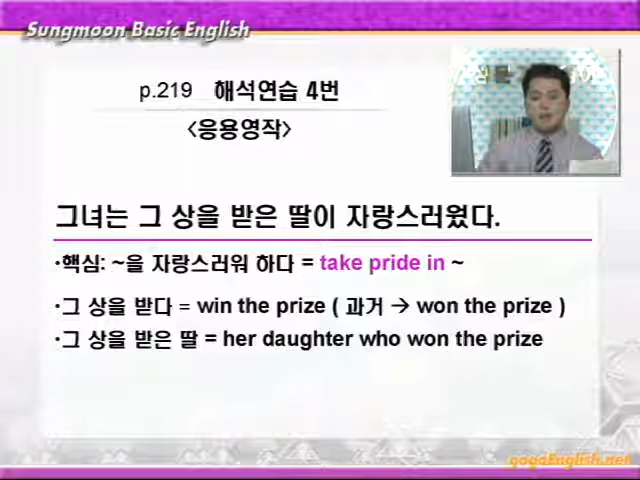 Sungmoon Basic English
p.219 해석연습 4번
<응용영작>
그녀는 그 상을 받은 딸이 자랑스러웠다.
·핵심: ~을 자랑스러워 하다 = take pride in ~
·그 상을 받다 = win the prize ( 과거 → won the prize )
·그 상을 받은 딸 = her daughter who won the prize
gogoEnglish.net